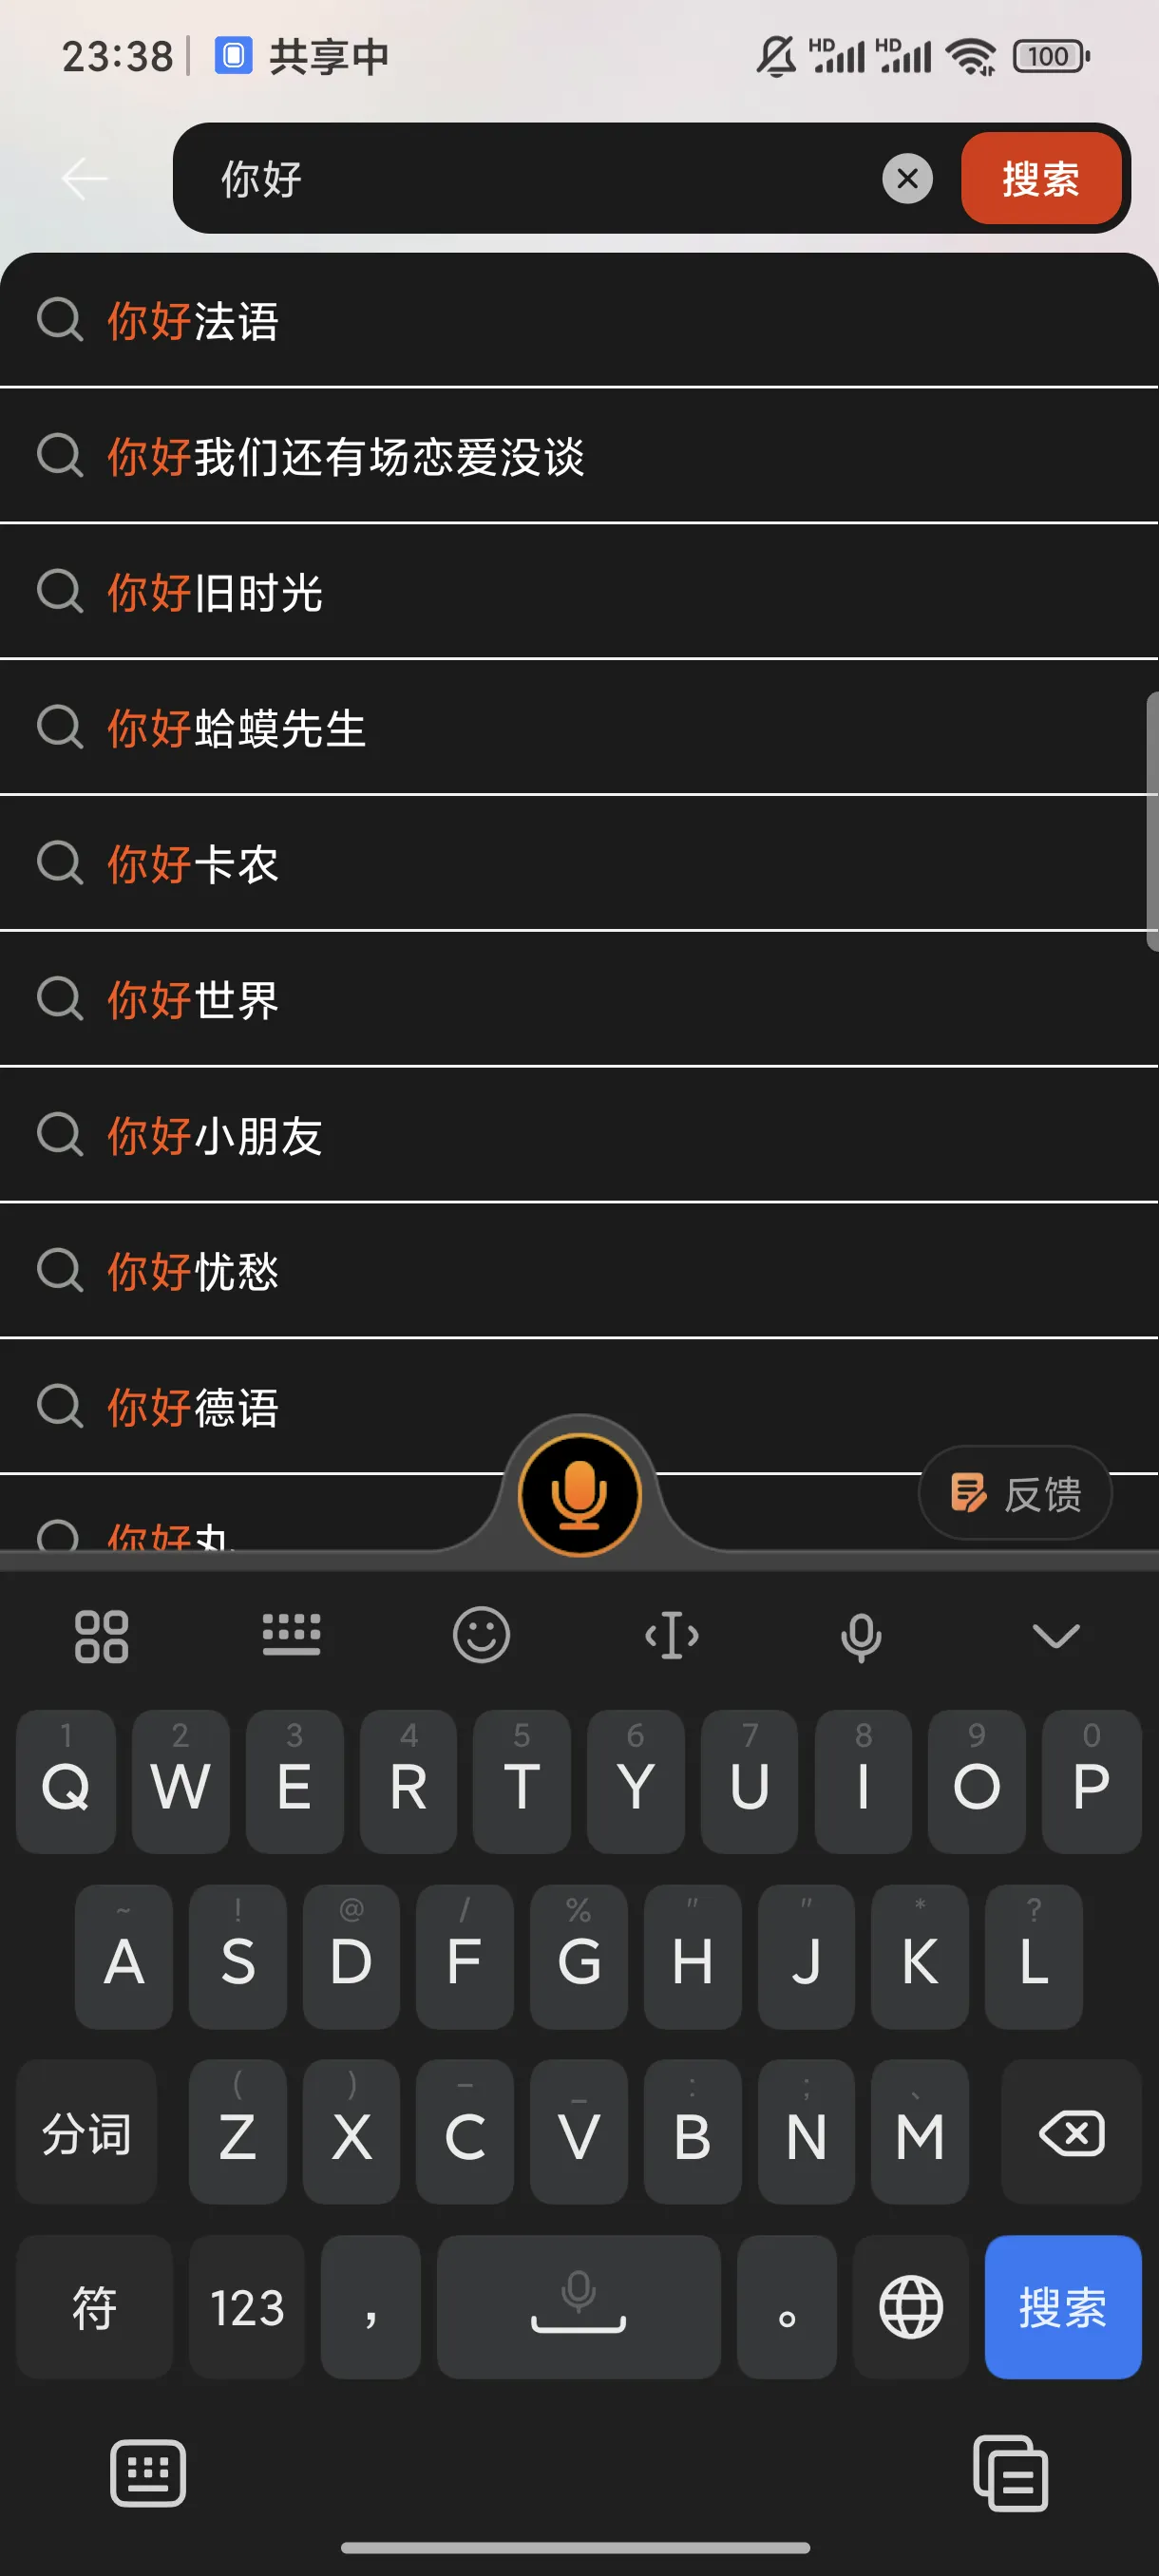 23:38 共享中 HD HD 100
你好 搜索
你好法语
你好我们还有场恋爱没谈
你好旧时光
你好蛤蟆先生
你好卡农
你好世界
你好小朋友
你好忧愁
你好德语
反馈
你好丸
1 2 3 4 5 6 7 8 9 0
Q W E R T Y U I O P
~ ! @ / % " " * ?
A S D F G H J K L
( ) - _ : ; 、
分词 Z X C V B N M
符 123 , 。 搜索